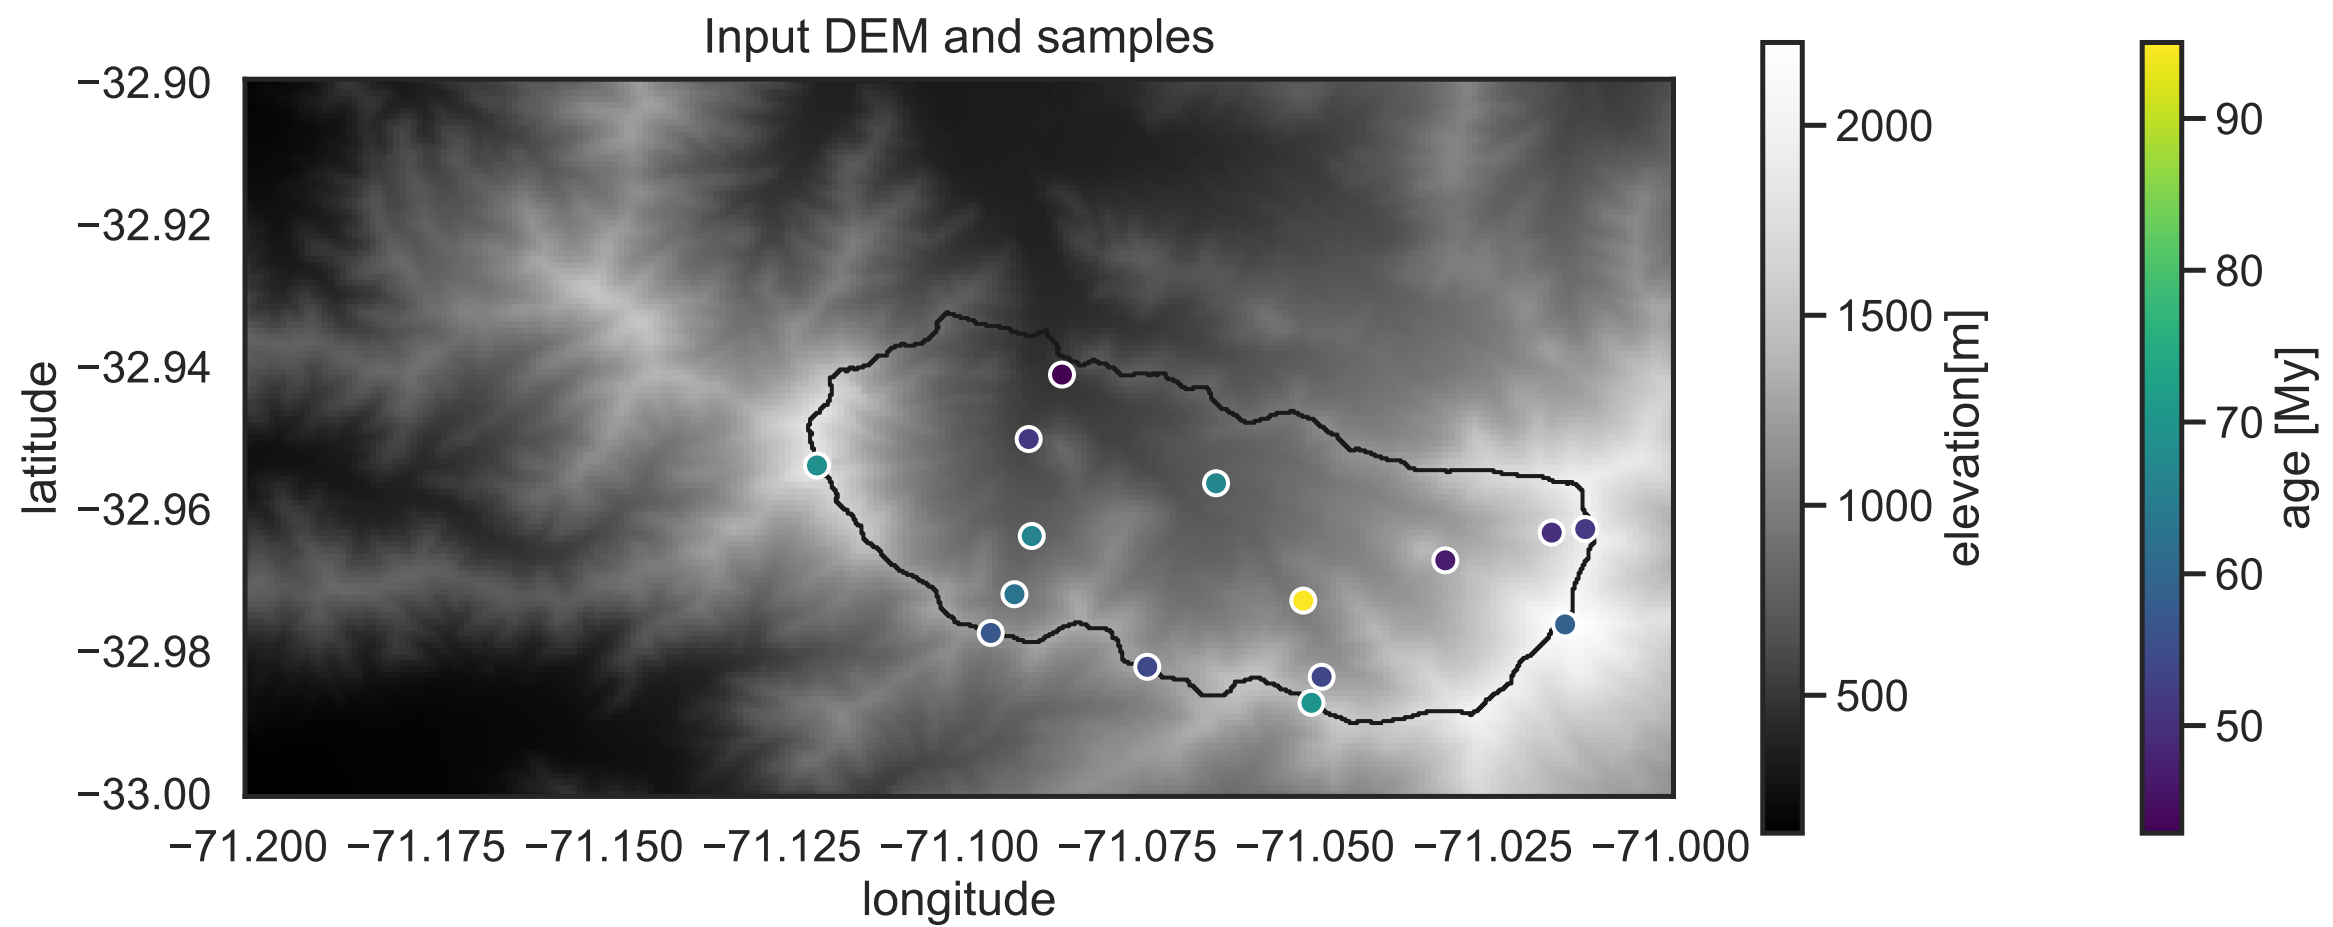 Input DEM and samples
latitude
−32.90
−32.92
−32.94
−32.96
−32.98
−33.00
−71.200 −71.175 −71.150 −71.125 −71.100 −71.075 −71.050 −71.025 −71.000
longitude
2000
1500
1000
500
elevation[m]
90
80
70
60
50
age [My]